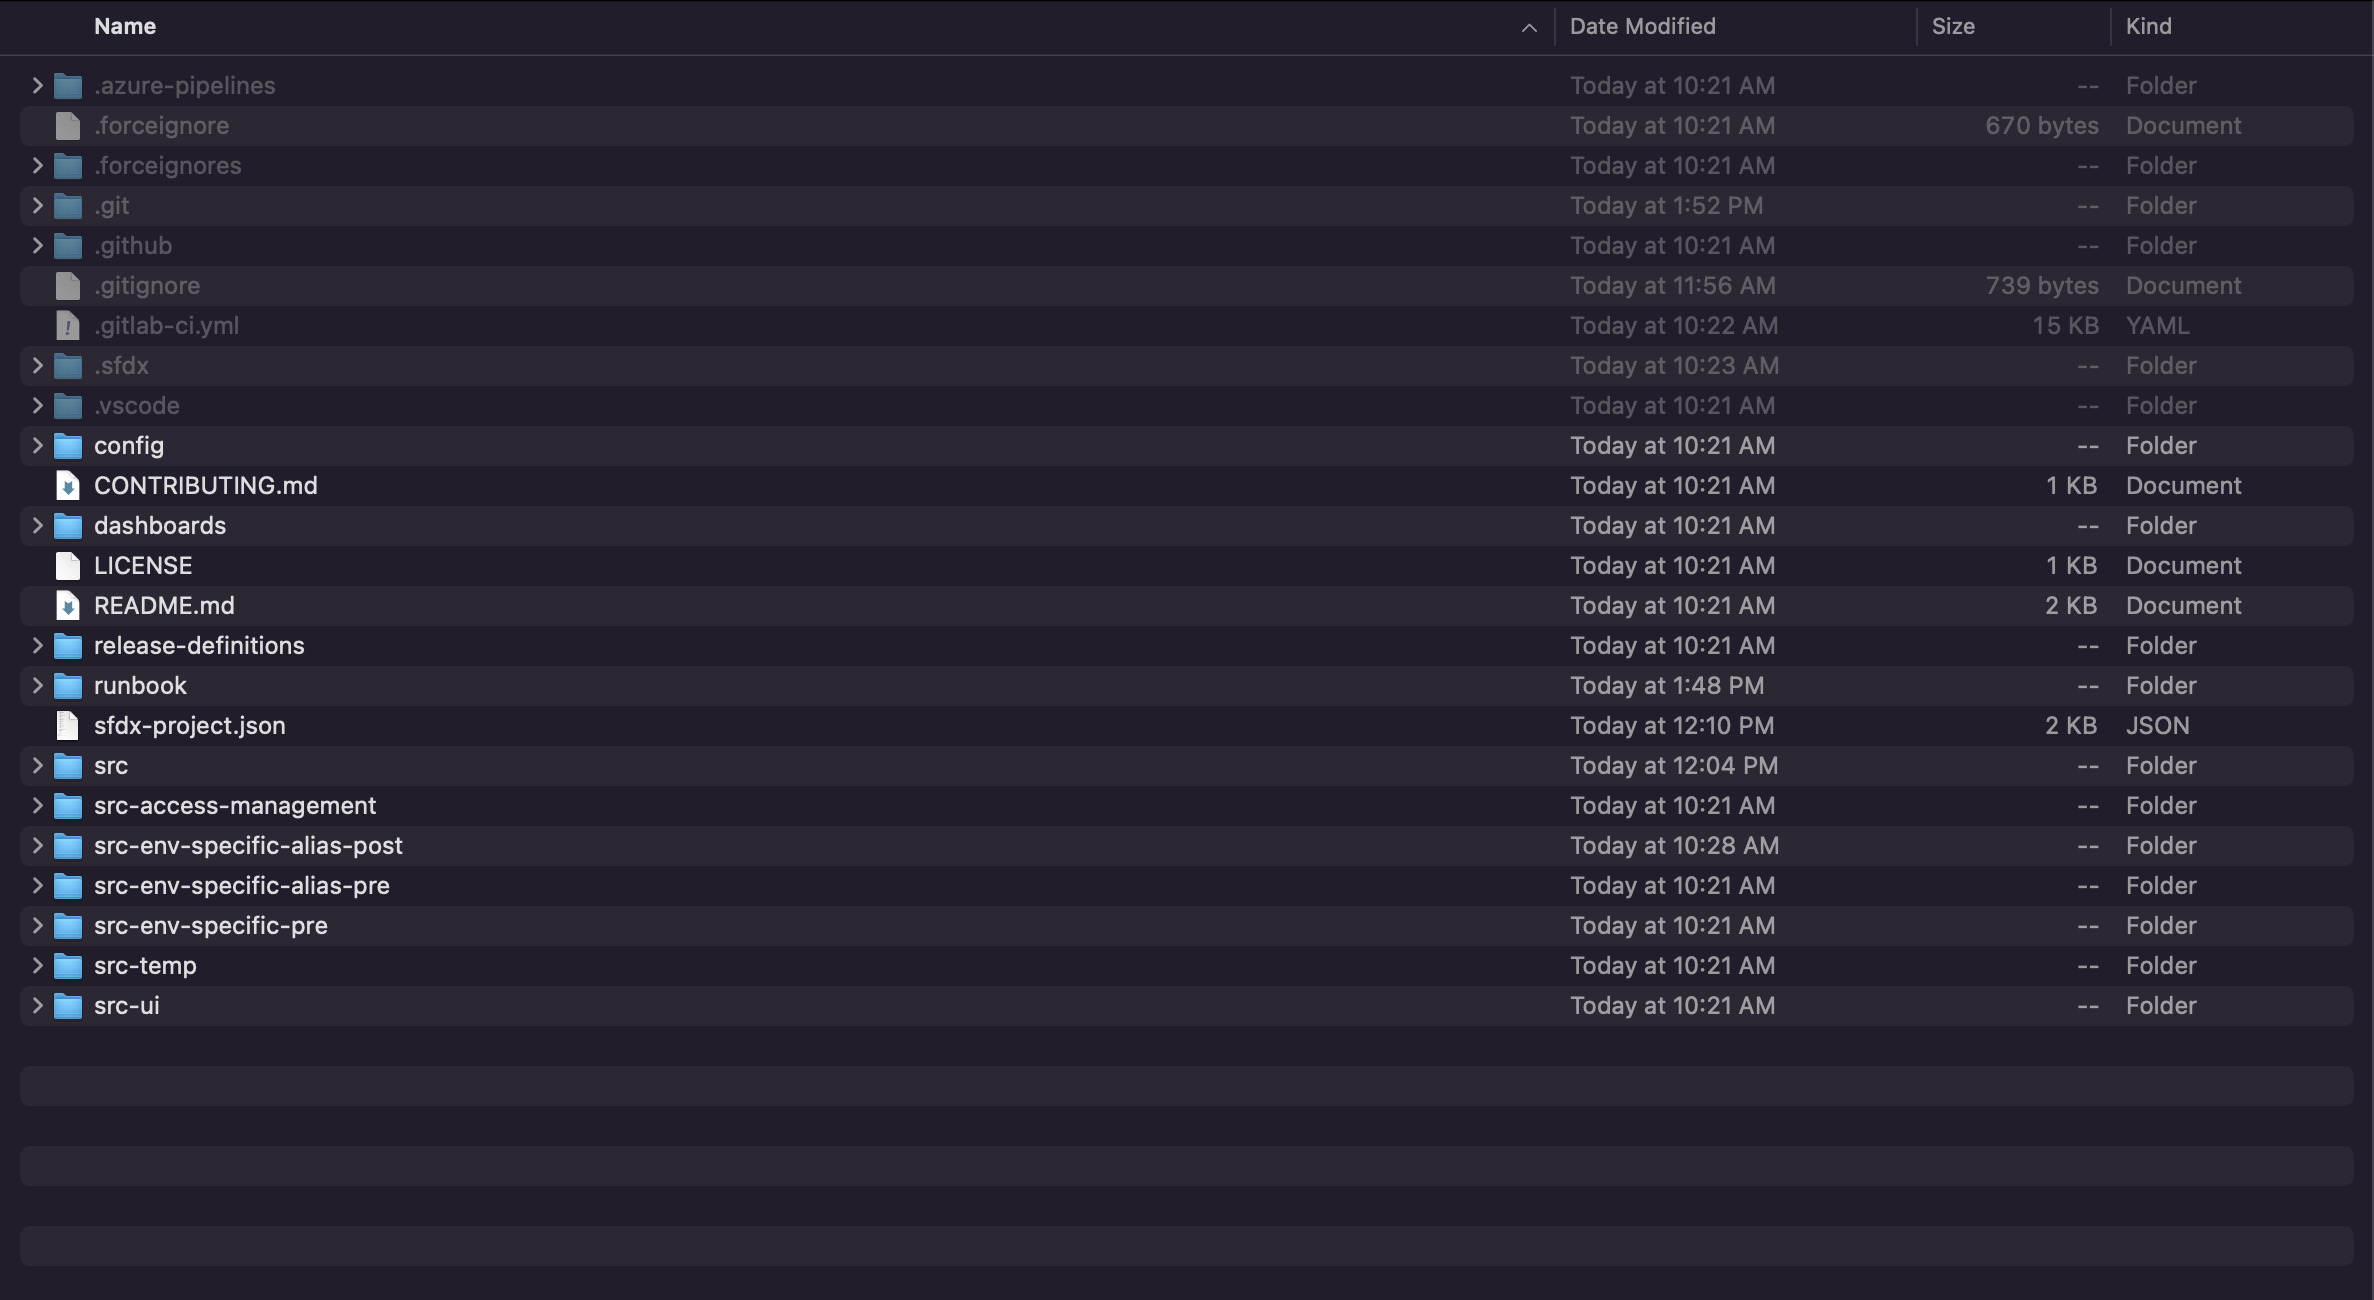 Name Date Modified Size Kind
.azure-pipelines Today at 10:21 AM -- Folder
.forceignore Today at 10:21 AM 670 bytes Document
.forceignores Today at 10:21 AM -- Folder
.git Today at 1:52 PM -- Folder
.github Today at 10:21 AM -- Folder
.gitignore Today at 11:56 AM 739 bytes Document
.gitlab-ci.yml Today at 10:22 AM 15 KB YAML
.sfdx Today at 10:23 AM -- Folder
.vscode Today at 10:21 AM -- Folder
config Today at 10:21 AM -- Folder
CONTRIBUTING.md Today at 10:21 AM 1 KB Document
dashboards Today at 10:21 AM -- Folder
LICENSE Today at 10:21 AM 1 KB Document
README.md Today at 10:21 AM 2 KB Document
release-definitions Today at 10:21 AM -- Folder
runbook Today at 1:48 PM -- Folder
sfdx-project.json Today at 12:10 PM 2 KB JSON
src Today at 12:04 PM -- Folder
src-access-management Today at 10:21 AM -- Folder
src-env-specific-alias-post Today at 10:28 AM -- Folder
src-env-specific-alias-pre Today at 10:21 AM -- Folder
src-env-specific-pre Today at 10:21 AM -- Folder
src-temp Today at 10:21 AM -- Folder
src-ui Today at 10:21 AM -- Folder